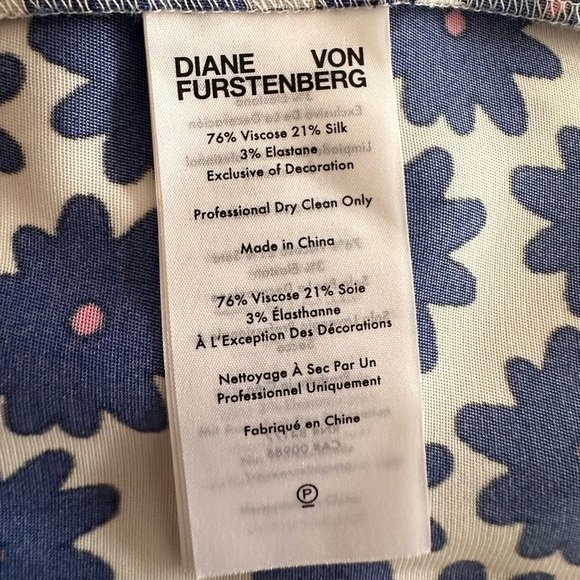 DIANE VON
FURSTENBERG
76% Viscose 21% Silk
3% Elastane
Exclusive of Decoration
Professional Dry Clean Only
Made in China
76% Viscose 21% Soie
3% Élasthanne
À L'Exception Des Décorations
Nettoyage À Sec Par Un
Professionnel Uniquement
Fabriqué en Chine
P